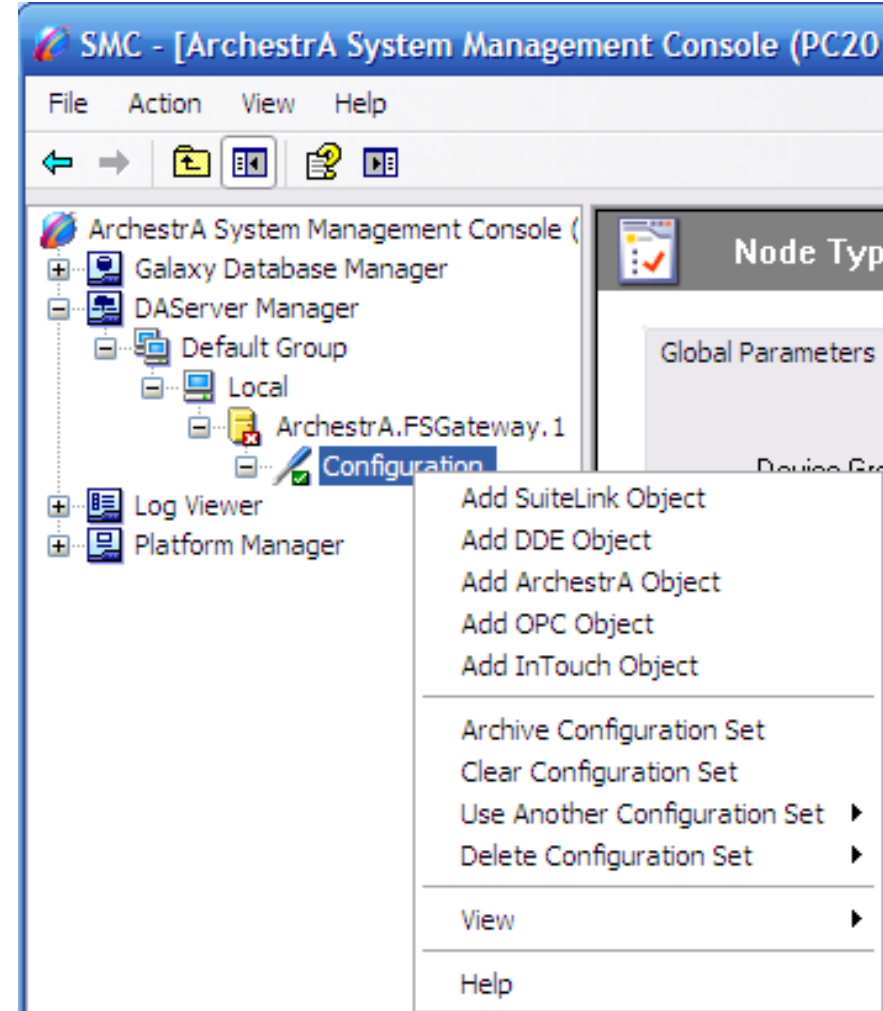 SMC - [ArchestrA System Management Console (PC20
File Action View Help
ArchestrA System Management Console (
Galaxy Database Manager
DAServer Manager
Default Group
Local
ArchestrA.FSGateway.1
Configuration
Log Viewer
Platform Manager
Node Typ
Global Parameters
Device Gro
Add SuiteLink Object
Add DDE Object
Add ArchestrA Object
Add OPC Object
Add InTouch Object
Archive Configuration Set
Clear Configuration Set
Use Another Configuration Set
Delete Configuration Set
View
Help